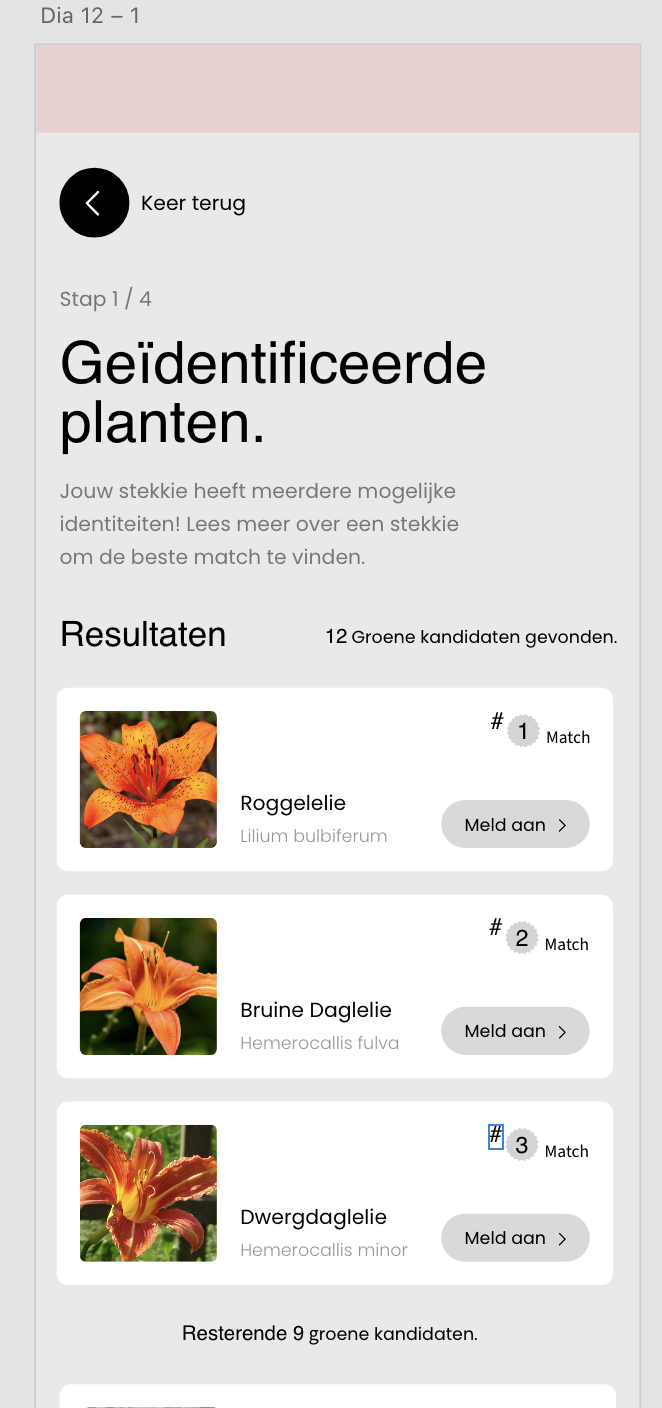 Dia 12 – 1
Keer terug
Stap 1 / 4
Geïdentificeerde
planten.
Jouw stekkie heeft meerdere mogelijke
identiteiten! Lees meer over een stekkie
om de beste match te vinden.
Resultaten
12 Groene kandidaten gevonden.
# 1 Match
Roggelelie
Lilium bulbiferum
Meld aan
# 2 Match
Bruine Daglelie
Hemerocallis fulva
Meld aan
# 3 Match
Dwergdaglelie
Hemerocallis minor
Meld aan
Resterende 9 groene kandidaten.